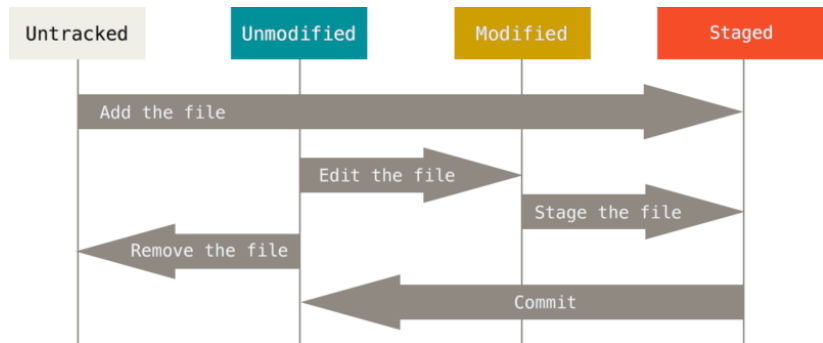 Untracked
Unmodified
Modified
Staged
Add the file
Edit the file
Stage the file
Remove the file
Commit